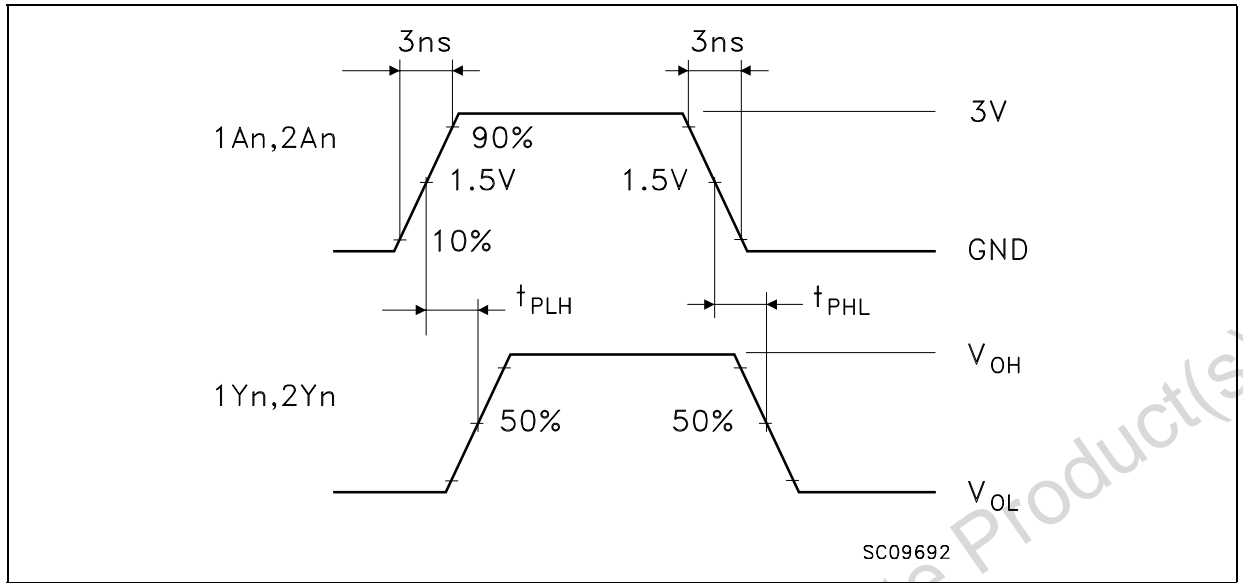 3ns 3ns
3V
1An,2An
90%
1.5V 1.5V
10%
GND
tPLH tPHL
VOH
1Yn,2Yn
50% 50%
VOL
SC09692
Product(s)